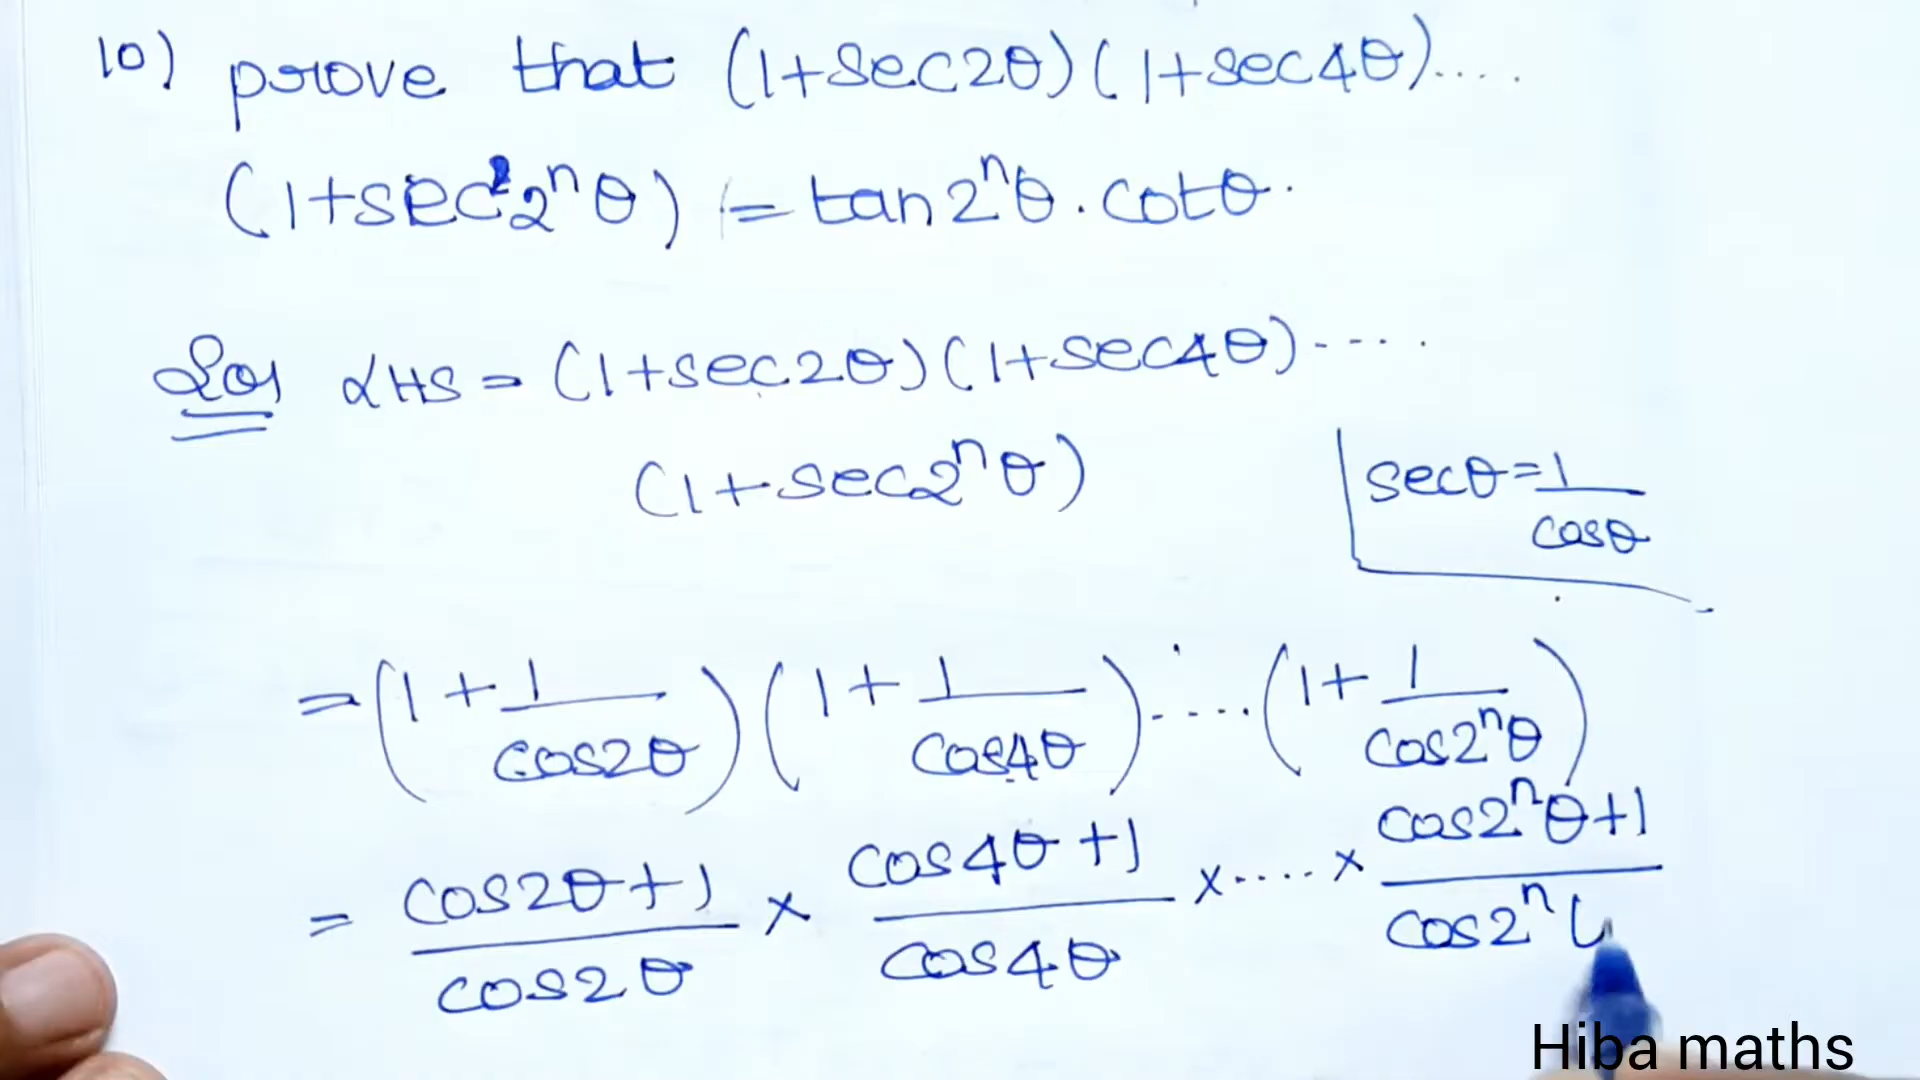 10) prove that (1+sec2θ)(1+sec4θ)....
(1+sec²2ⁿθ) = tan2ⁿθ.cotθ.
Sol LHS = (1+sec2θ)(1+sec4θ)....
(1+sec2ⁿθ)
secθ=1/cosθ
=(1+1/cos2θ)(1+1/cos4θ).....(1+1/cos2ⁿθ)
= cos2θ+1/cos2θ × cos4θ+1/cos4θ ×....× cos2ⁿθ+1/cos2ⁿ
Hiba maths